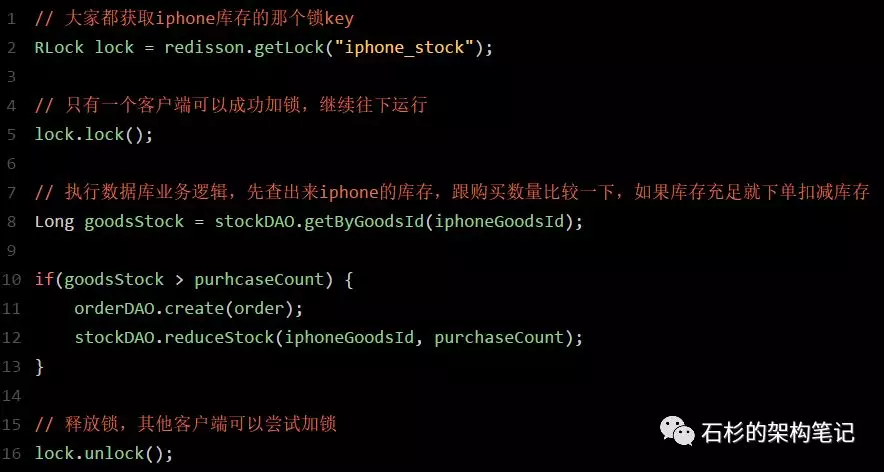 1 // 大家都获取iphone库存的那个锁key
2 RLock lock = redisson.getLock("iphone_stock");
3
4 // 只有一个客户端可以成功加锁，继续往下运行
5 lock.lock();
6
7 // 执行数据库业务逻辑，先查出来iphone的库存，跟购买数量比较一下，如果库存充足就下单扣减库存
8 Long goodsStock = stockDAO.getByGoodsId(iphoneGoodsId);
9
10 if(goodsStock > purhcaseCount) {
11     orderDAO.create(order);
12     stockDAO.reduceStock(iphoneGoodsId, purchaseCount);
13 }
14
15 // 释放锁，其他客户端可以尝试加锁
16 lock.unlock();
石杉的架构笔记